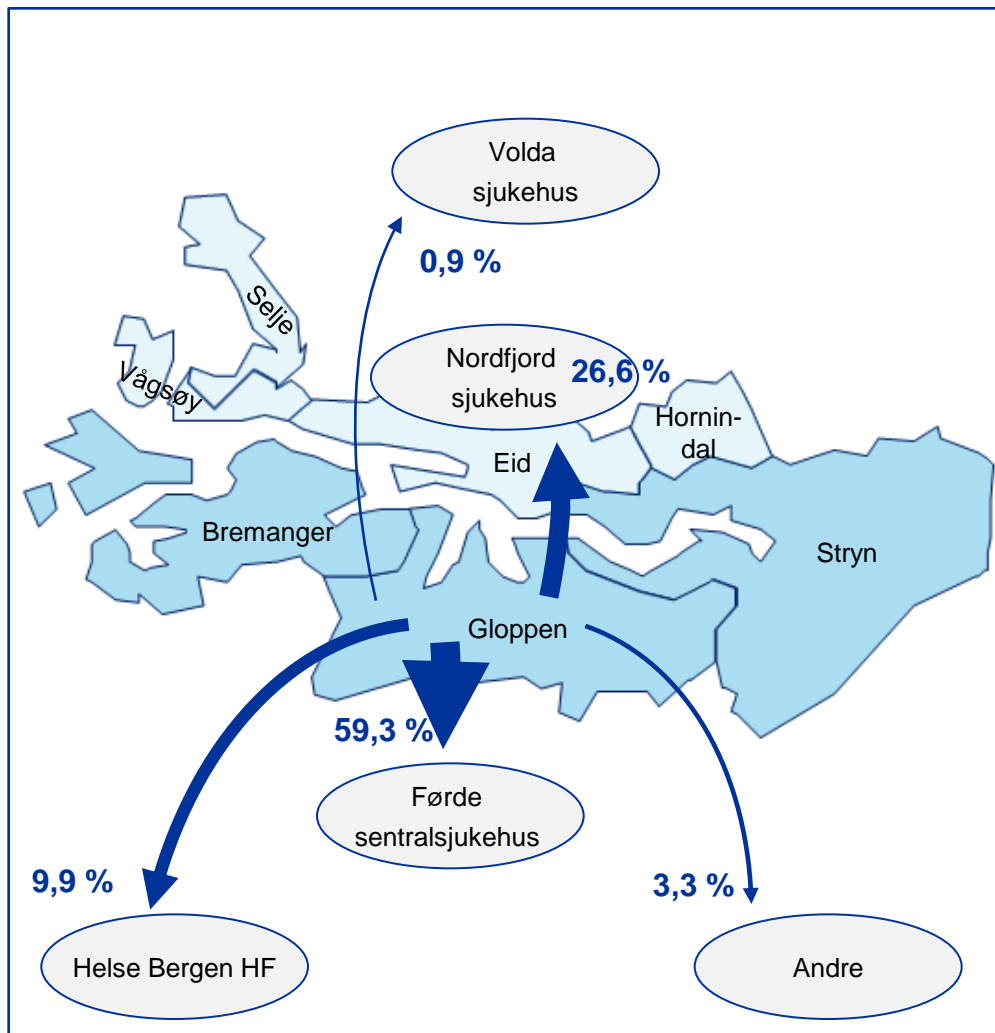 Volda
sjukehus
0,9 %
Selje
Nordfjord
sjukehus
26,6 %
Vågsøy
Hornin-
dal
Eid
Bremanger
Stryn
Gloppen
59,3 %
Førde
sentralsjukehus
9,9 %
3,3 %
Helse Bergen HF
Andre